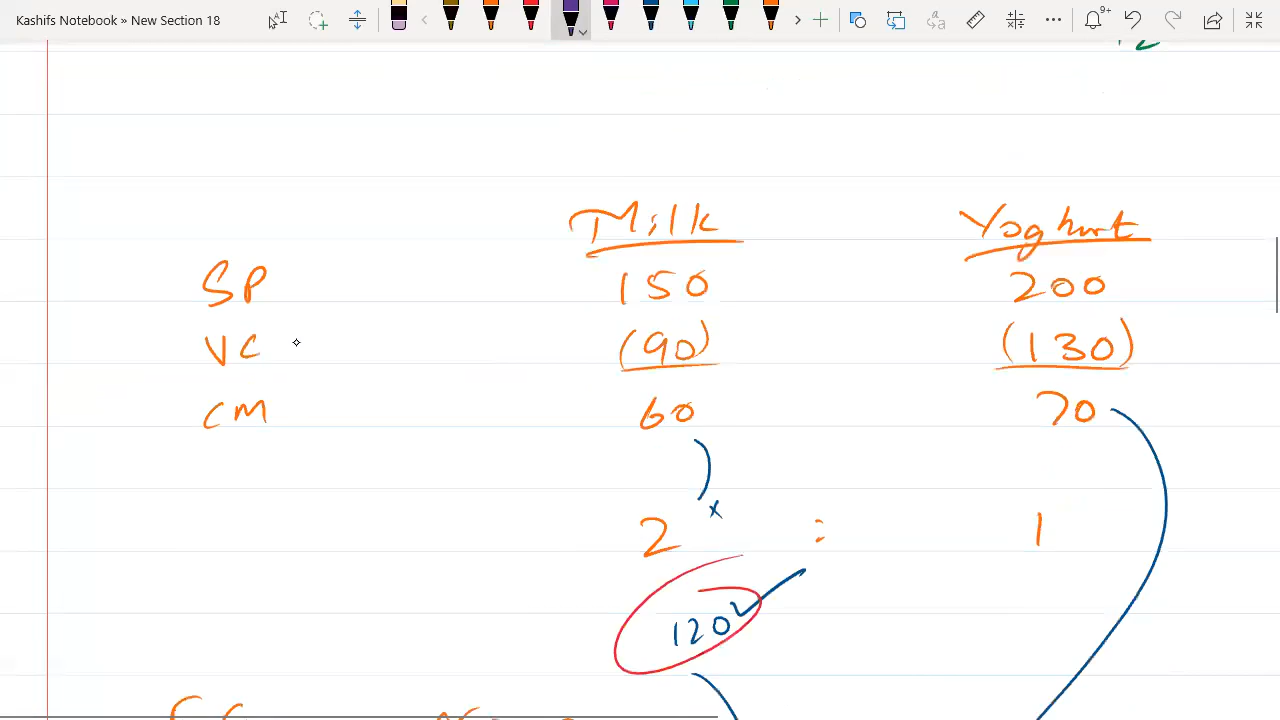 Kashifs Notebook » New Section 18
9+
Milk Yoghurt
SP 150 200
VC (90) (130)
CM 60 70
x
2 : 1
120